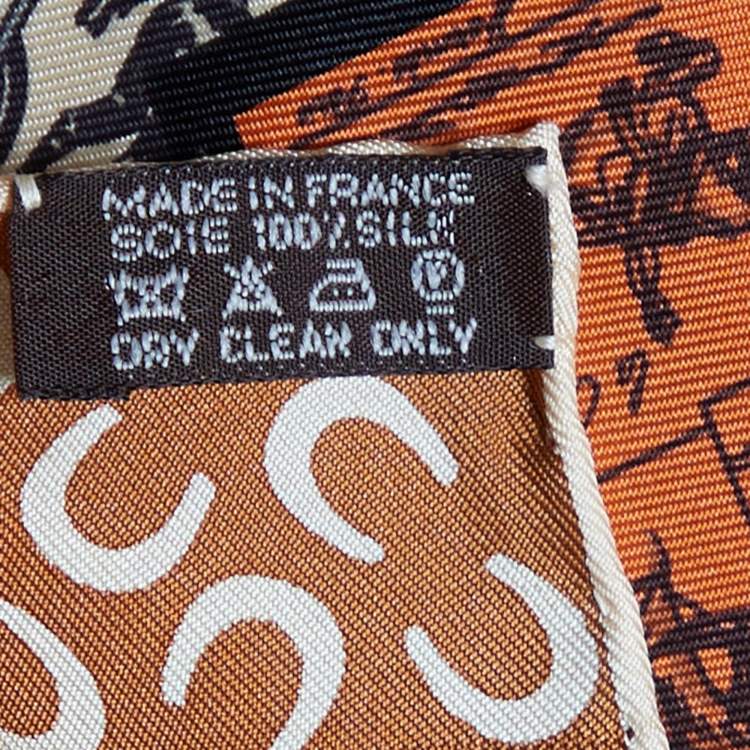 MADE IN FRANCE
SOIE 100% SILK
DRY CLEAN ONLY